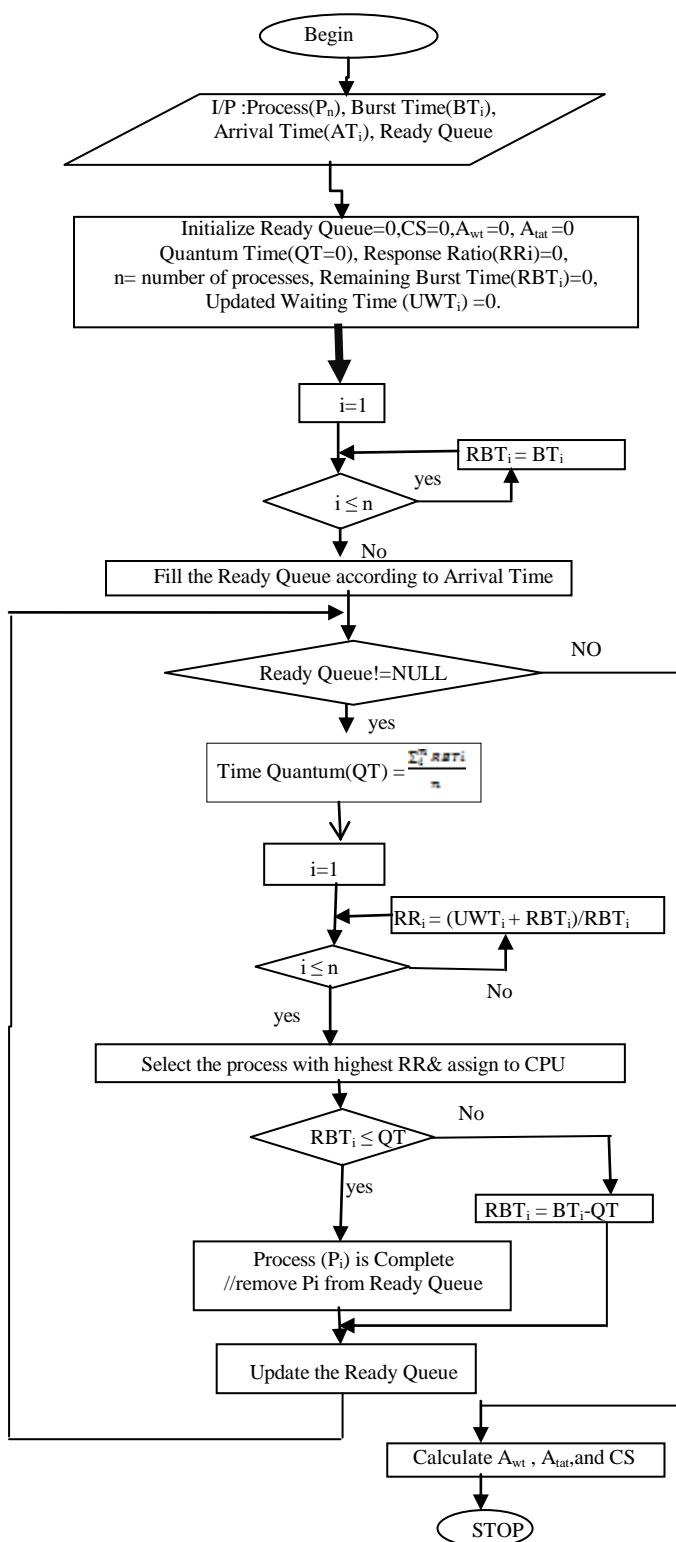 Begin
I/P :Process(Pn), Burst Time(BTi),
Arrival Time(ATi), Ready Queue
Initialize Ready Queue=0,CS=0,Awt=0, Atat=0
Quantum Time(QT=0), Response Ratio(RRi)=0,
n= number of processes, Remaining Burst Time(RBTi)=0,
Updated Waiting Time (UWTi) =0.
i=1
RBTi = BTi
yes
i ≤ n
No
Fill the Ready Queue according to Arrival Time
NO
Ready Queue!=NULL
yes
Time Quantum(QT) = ∑ⁿᵢ RBTi / n
i=1
RRi = (UWTi + RBTi)/RBTi
i ≤ n
No
yes
Select the process with highest RR& assign to CPU
No
RBTi ≤ QT
yes
RBTi = BTi-QT
Process (Pi) is Complete
//remove Pi from Ready Queue
Update the Ready Queue
Calculate Awt , Atat,and CS
STOP